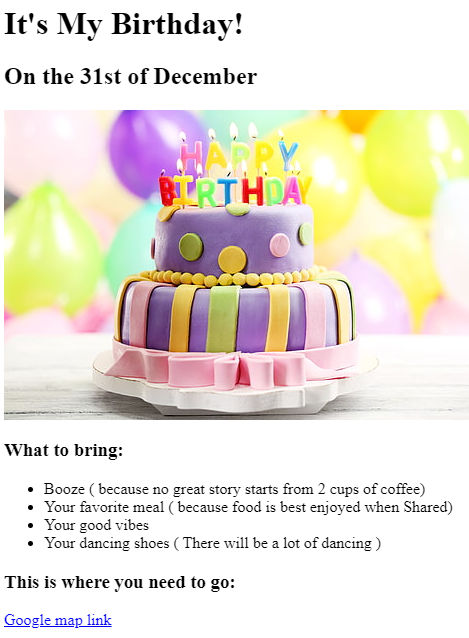 It's My Birthday!
On the 31st of December
HAPPY
BIRTHDAY
What to bring:
Booze ( because no great story starts from 2 cups of coffee)
Your favorite meal ( because food is best enjoyed when Shared)
Your good vibes
Your dancing shoes ( There will be a lot of dancing )
This is where you need to go:
Google map link